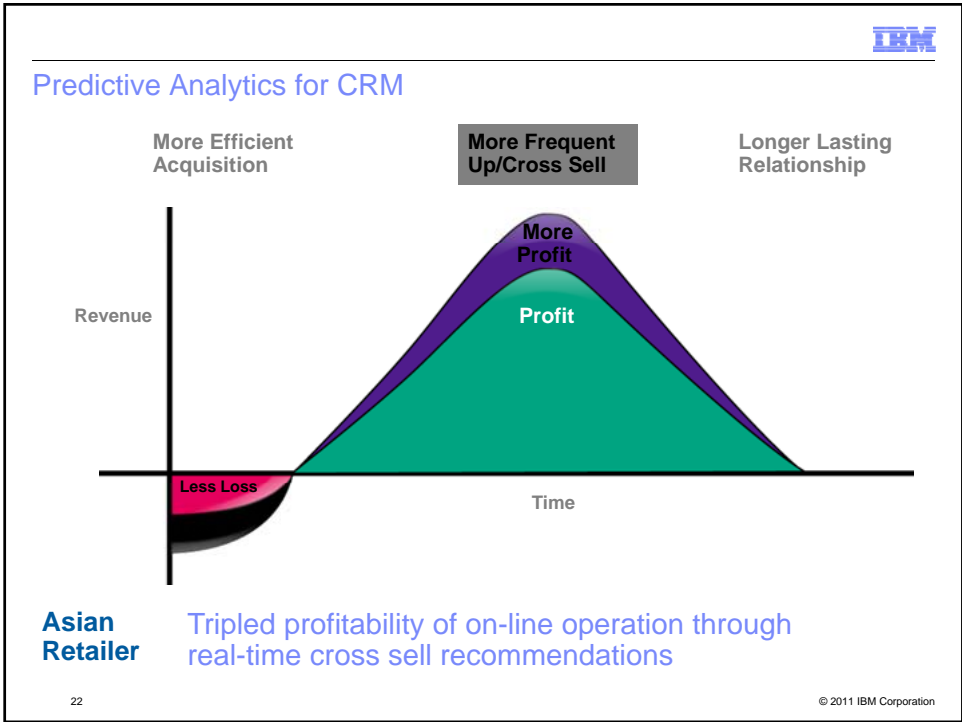 IBM
Predictive Analytics for CRM
More Efficient
Acquisition
More Frequent
Up/Cross Sell
Longer Lasting
Relationship
More
Profit
Revenue
Profit
Less Loss
Time
Asian
Retailer
Tripled profitability of on-line operation through
real-time cross sell recommendations
22
© 2011 IBM Corporation